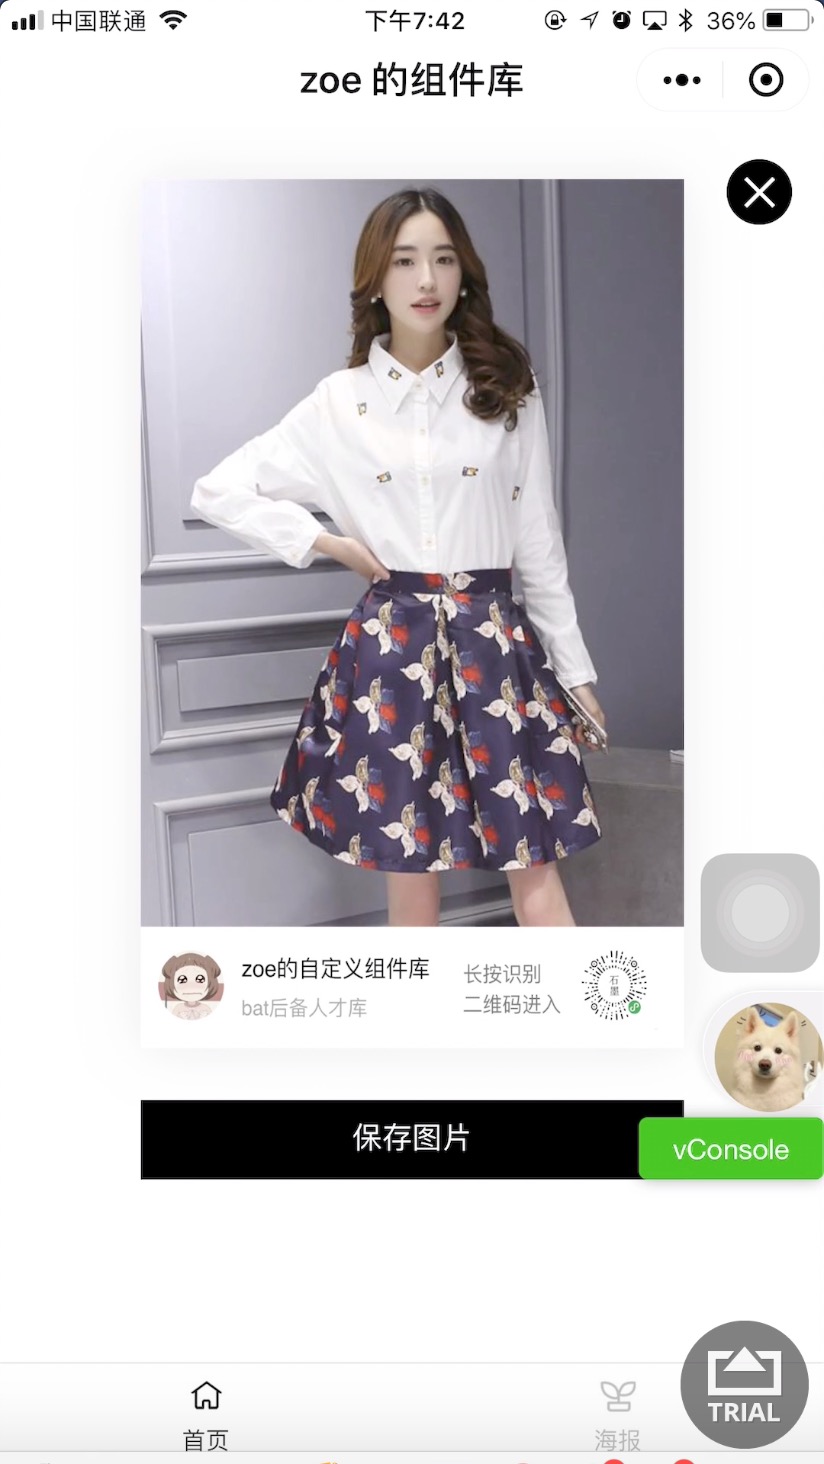 中国联通
下午7:42
36%
zoe 的组件库
zoe的自定义组件库
bat后备人才库
长按识别
二维码进入
石墨
保存图片
vConsole
首页
海报
TRIAL